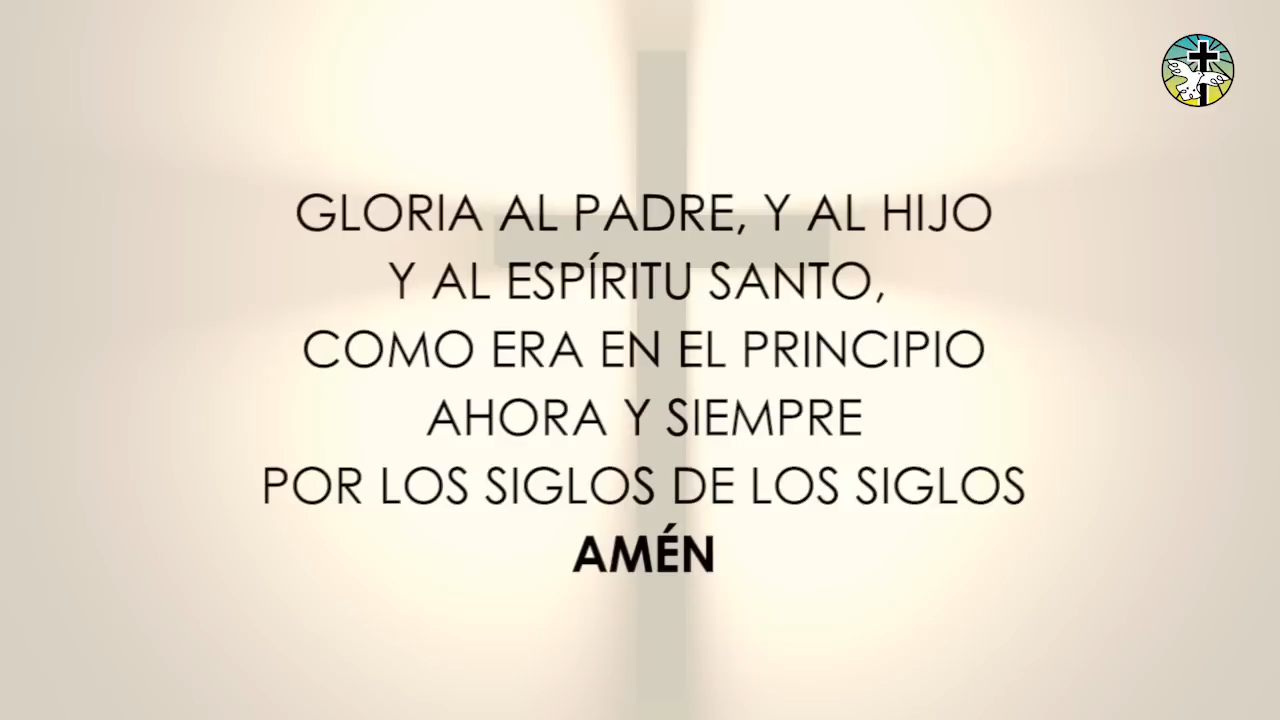 GLORIA AL PADRE, Y AL HIJO
Y AL ESPÍRITU SANTO,
COMO ERA EN EL PRINCIPIO
AHORA Y SIEMPRE
POR LOS SIGLOS DE LOS SIGLOS
AMÉN